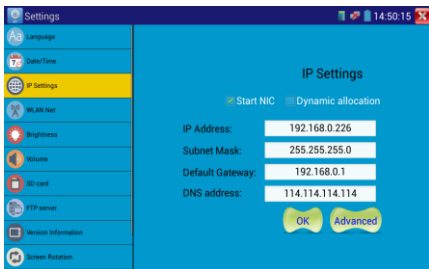 Settings
14:50:15
Language
Date/Time
IP Settings
WLAN Net
Brightness
Volume
SD card
FTP server
Version Information
Screen Rotation
IP Settings
Start NIC Dynamic allocation
IP Address: 192.168.0.226
Subnet Mask: 255.255.255.0
Default Gateway: 192.168.0.1
DNS address: 114.114.114.114
OK Advanced